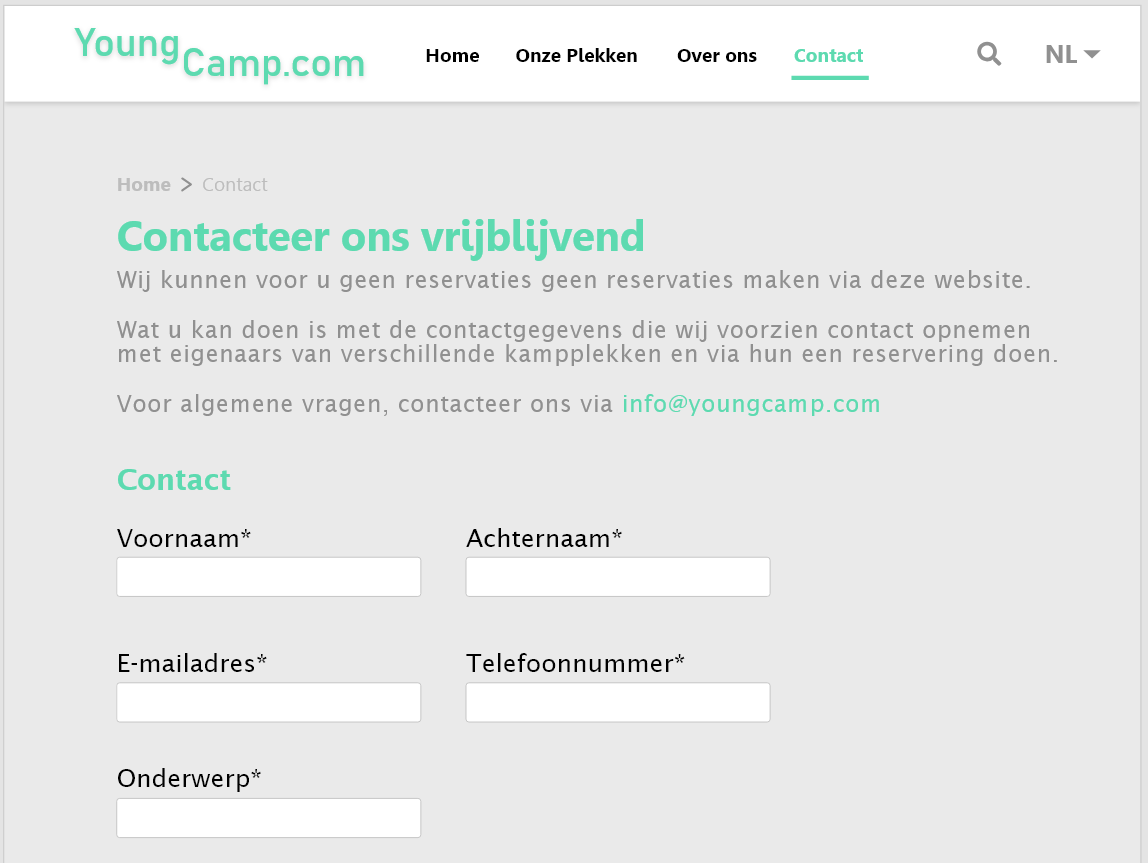 Young
Camp.com
Home Onze Plekken Over ons Contact NL
Home > Contact
Contacteer ons vrijblijvend
Wij kunnen voor u geen reservaties geen reservaties maken via deze website.
Wat u kan doen is met de contactgegevens die wij voorzien contact opnemen
met eigenaars van verschillende kampplekken en via hun een reservering doen.
Voor algemene vragen, contacteer ons via info@youngcamp.com
Contact
Voornaam* Achternaam*
E-mailadres* Telefoonnummer*
Onderwerp*